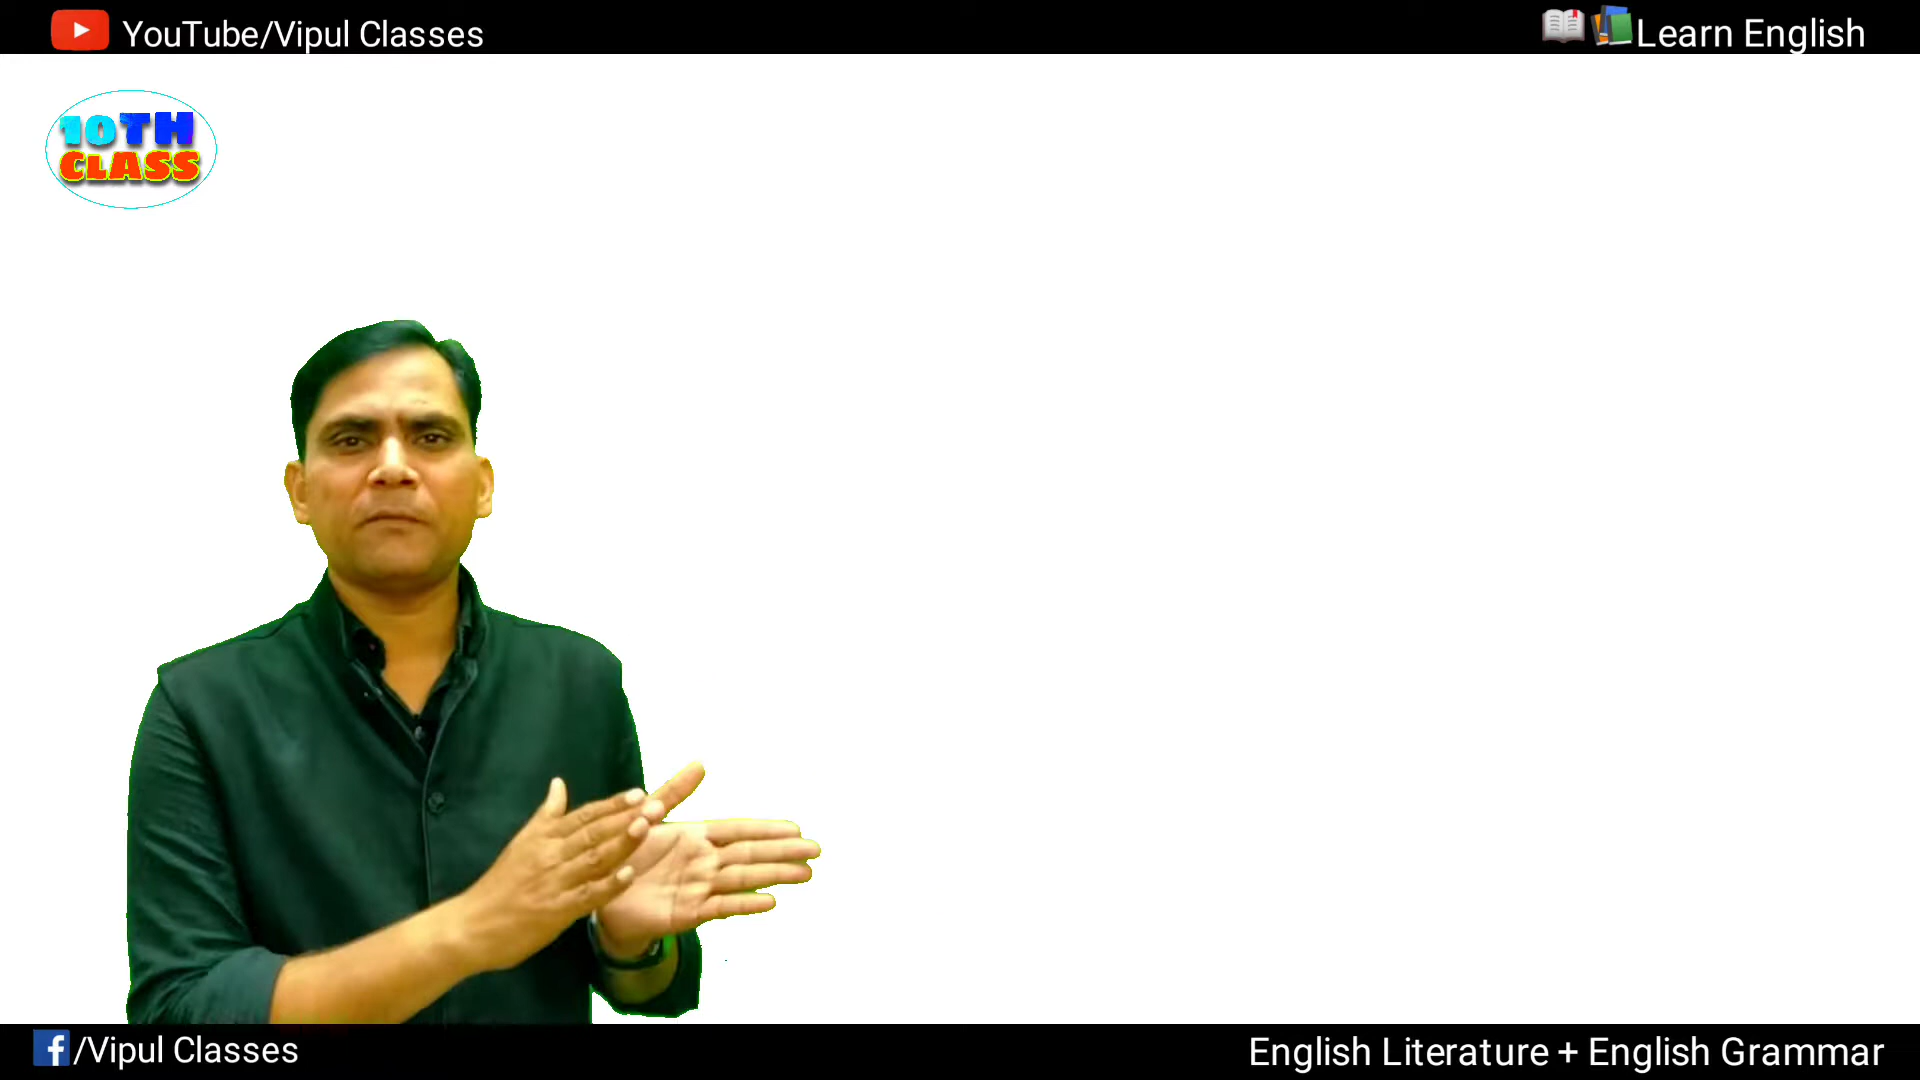 YouTube/Vipul Classes
Learn English
10TH
CLASS
/Vipul Classes
English Literature + English Grammar